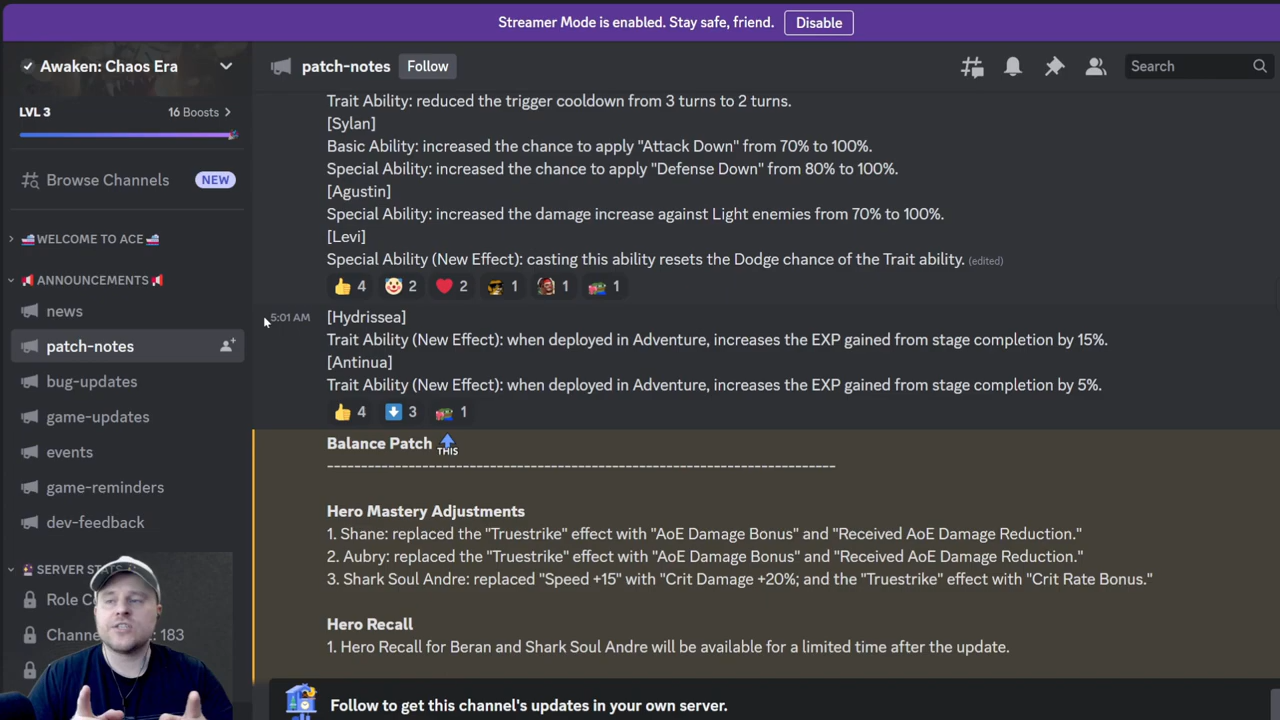 Streamer Mode is enabled. Stay safe, friend. Disable
Awaken: Chaos Era
LVL 3 16 Boosts
Browse Channels NEW
WELCOME TO ACE
ANNOUNCEMENTS
news
patch-notes
bug-updates
game-updates
events
game-reminders
dev-feedback
SERVER STATS
Role
: 183
patch-notes Follow Search
Trait Ability: reduced the trigger cooldown from 3 turns to 2 turns.
[Sylan]
Basic Ability: increased the chance to apply "Attack Down" from 70% to 100%.
Special Ability: increased the chance to apply "Defense Down" from 80% to 100%.
[Agustin]
Special Ability: increased the damage increase against Light enemies from 70% to 100%.
[Levi]
Special Ability (New Effect): casting this ability resets the Dodge chance of the Trait ability. (edited)
4 2 2 1 1 1
5:01 AM [Hydrissea]
Trait Ability (New Effect): when deployed in Adventure, increases the EXP gained from stage completion by 15%.
[Antinua]
Trait Ability (New Effect): when deployed in Adventure, increases the EXP gained from stage completion by 5%.
4 3 1
Balance Patch THIS
----------------------------------------------------------------------------
Hero Mastery Adjustments
1. Shane: replaced the "Truestrike" effect with "AoE Damage Bonus" and "Received AoE Damage Reduction."
2. Aubry: replaced the "Truestrike" effect with "AoE Damage Bonus" and "Received AoE Damage Reduction."
3. Shark Soul Andre: replaced "Speed +15" with "Crit Damage +20%; and the "Truestrike" effect with "Crit Rate Bonus."
Hero Recall
1. Hero Recall for Beran and Shark Soul Andre will be available for a limited time after the update.
Follow to get this channel's updates in your own server.